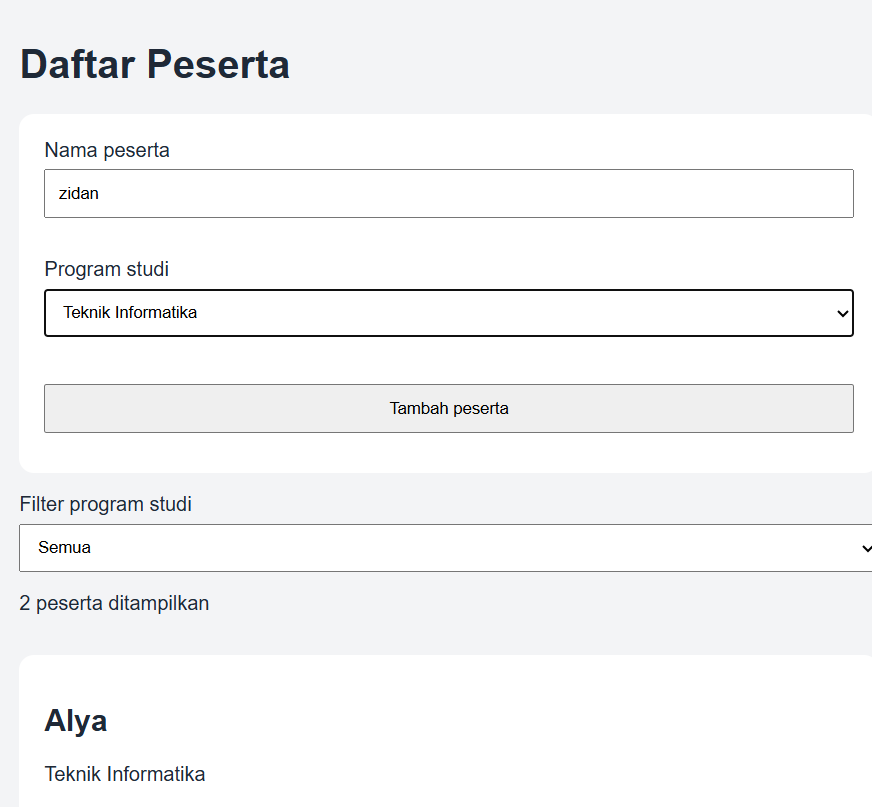 Daftar Peserta
Nama peserta
zidan
Program studi
Teknik Informatika
Tambah peserta
Filter program studi
Semua
2 peserta ditampilkan
Alya
Teknik Informatika